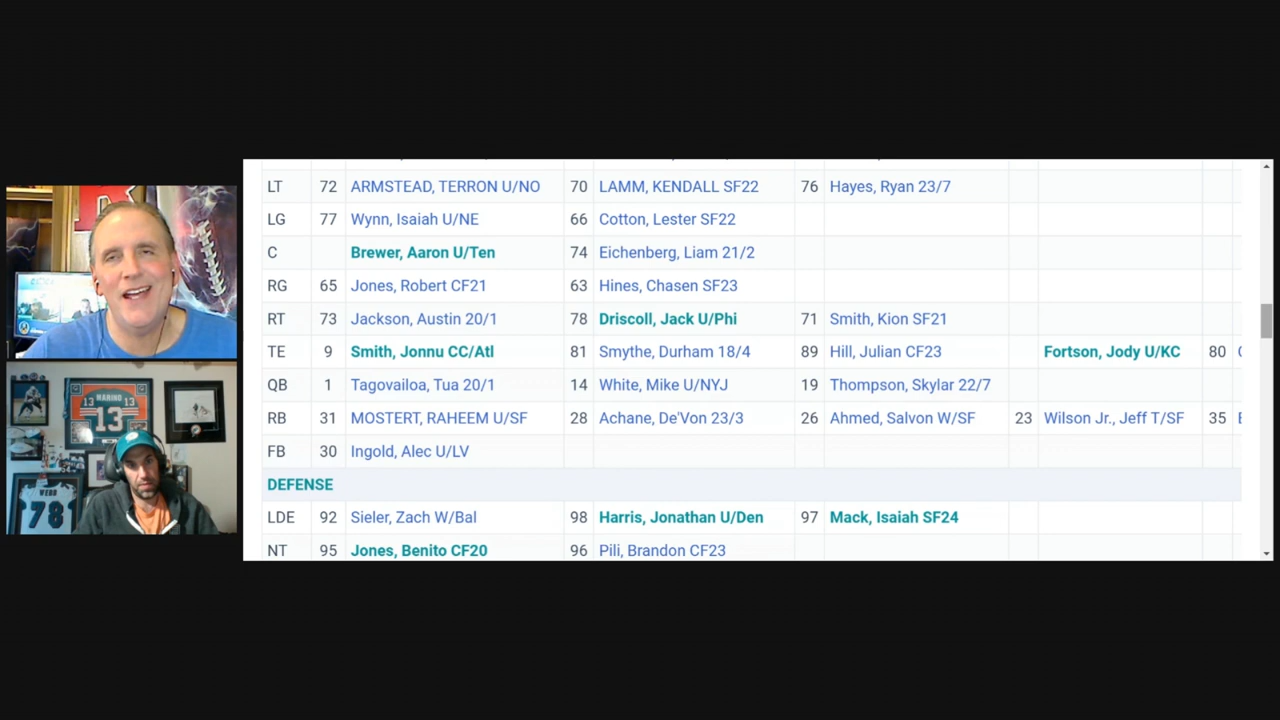 LT 72 ARMSTEAD, TERRON U/NO 70 LAMM, KENDALL SF22 76 Hayes, Ryan 23/7
LG 77 Wynn, Isaiah U/NE 66 Cotton, Lester SF22
C Brewer, Aaron U/Ten 74 Eichenberg, Liam 21/2
RG 65 Jones, Robert CF21 63 Hines, Chasen SF23
RT 73 Jackson, Austin 20/1 78 Driscoll, Jack U/Phi 71 Smith, Kion SF21
TE 9 Smith, Jonnu CC/Atl 81 Smythe, Durham 18/4 89 Hill, Julian CF23 Fortson, Jody U/KC 80
QB 1 Tagovailoa, Tua 20/1 14 White, Mike U/NYJ 19 Thompson, Skylar 22/7
RB 31 MOSTERT, RAHEEM U/SF 28 Achane, De'Von 23/3 26 Ahmed, Salvon W/SF 23 Wilson Jr., Jeff T/SF 35
FB 30 Ingold, Alec U/LV
DEFENSE
LDE 92 Sieler, Zach W/Bal 98 Harris, Jonathan U/Den 97 Mack, Isaiah SF24
NT 95 Jones, Benito CF20 96 Pili, Brandon CF23
MARINO
13 13
13
WEBB
78